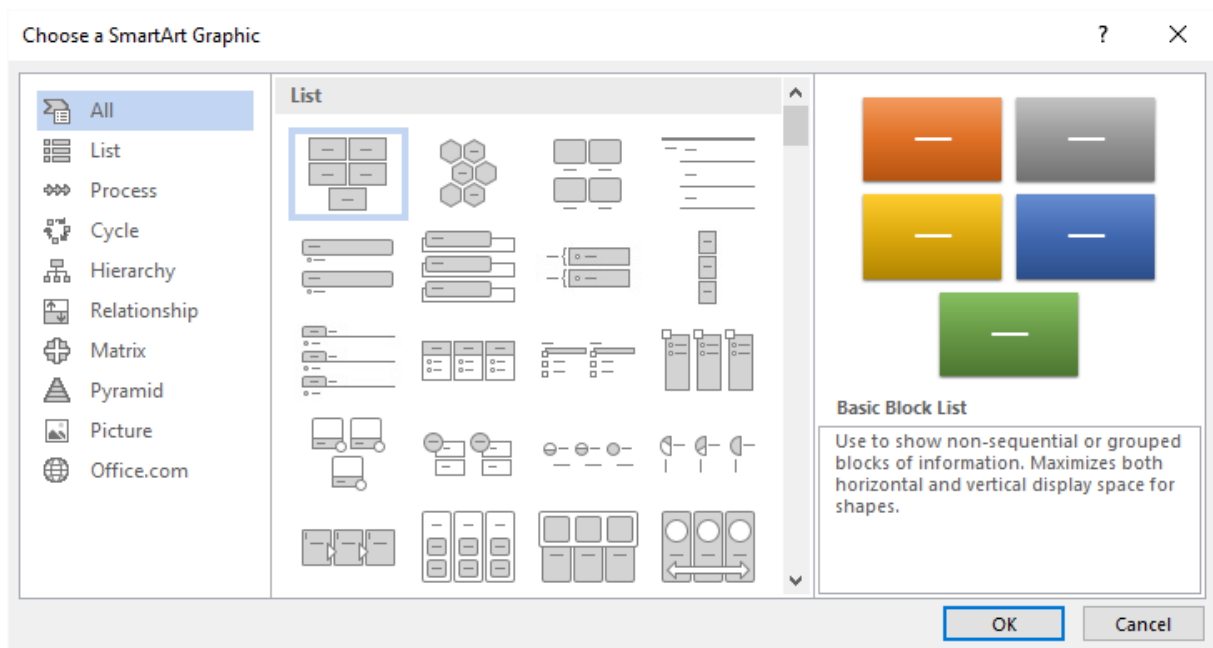 Choose a SmartArt Graphic
?
All
List
Process
Cycle
Hierarchy
Relationship
Matrix
Pyramid
Picture
Office.com
List
Basic Block List
Use to show non-sequential or grouped
blocks of information. Maximizes both
horizontal and vertical display space for
shapes.
OK
Cancel